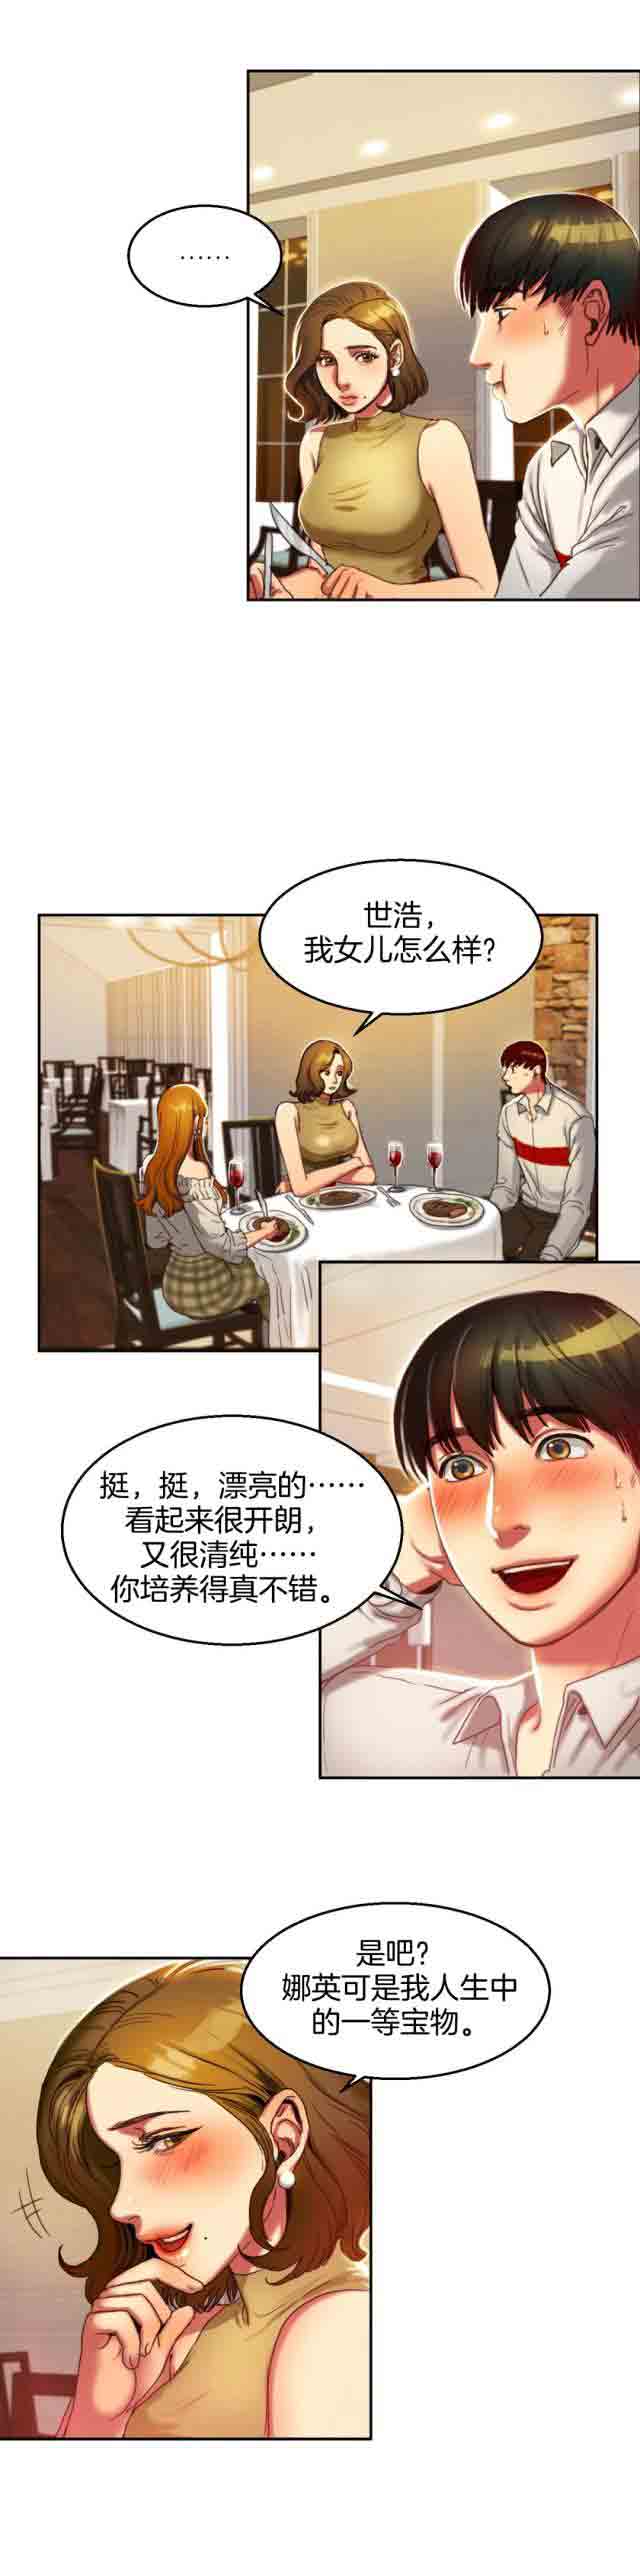 ……
世浩，
我女儿怎么样？
挺，挺，漂亮的……
看起来很开朗，
又很清纯……
你培养得真不错。
是吧？
娜英可是我人生中
的一等宝物。